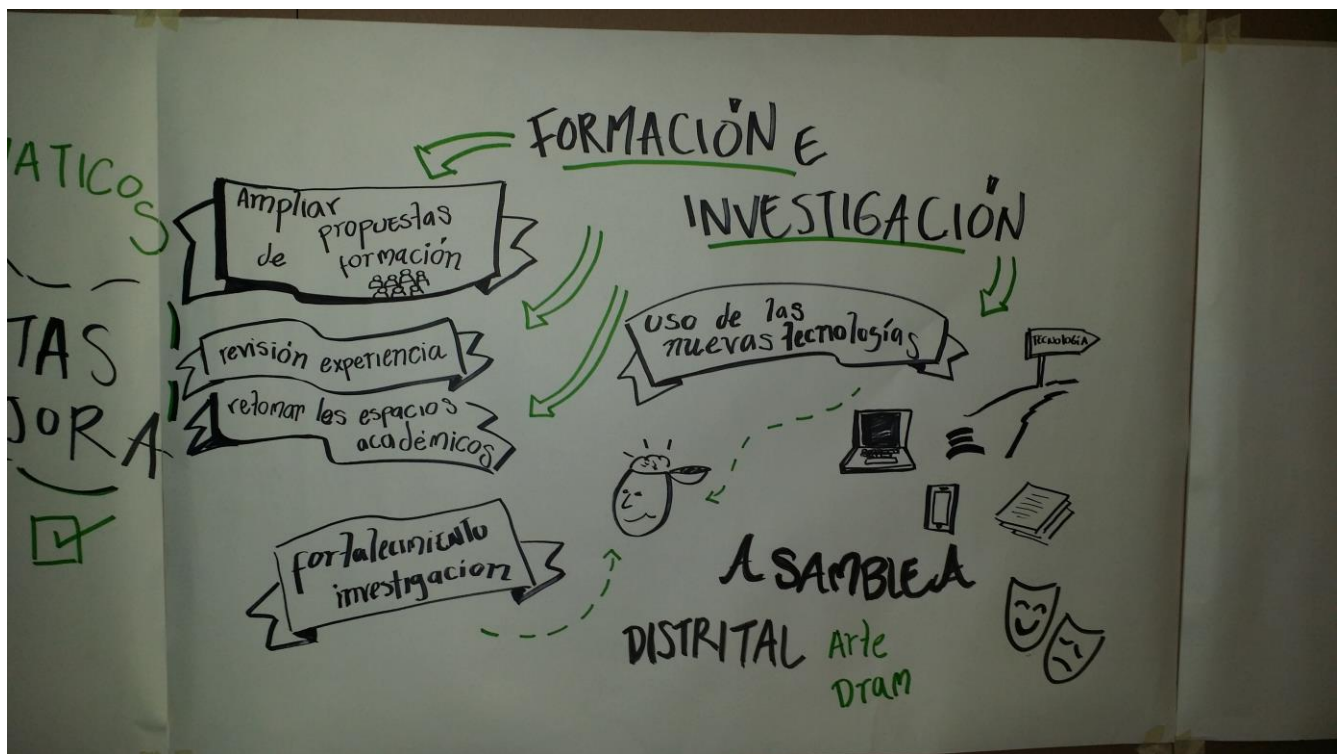 ATICOS
TAS
JORA
FORMACIÓN E
INVESTIGACIÓN
Ampliar
propuestas
de formación
revisión experiencia
retomar los espacios
académicos
fortalecimiento
investigacion
uso de las
nuevas tecnologías
TECNOLOGíA
ASAMBLEA
DISTRITAL
Arte
Dram